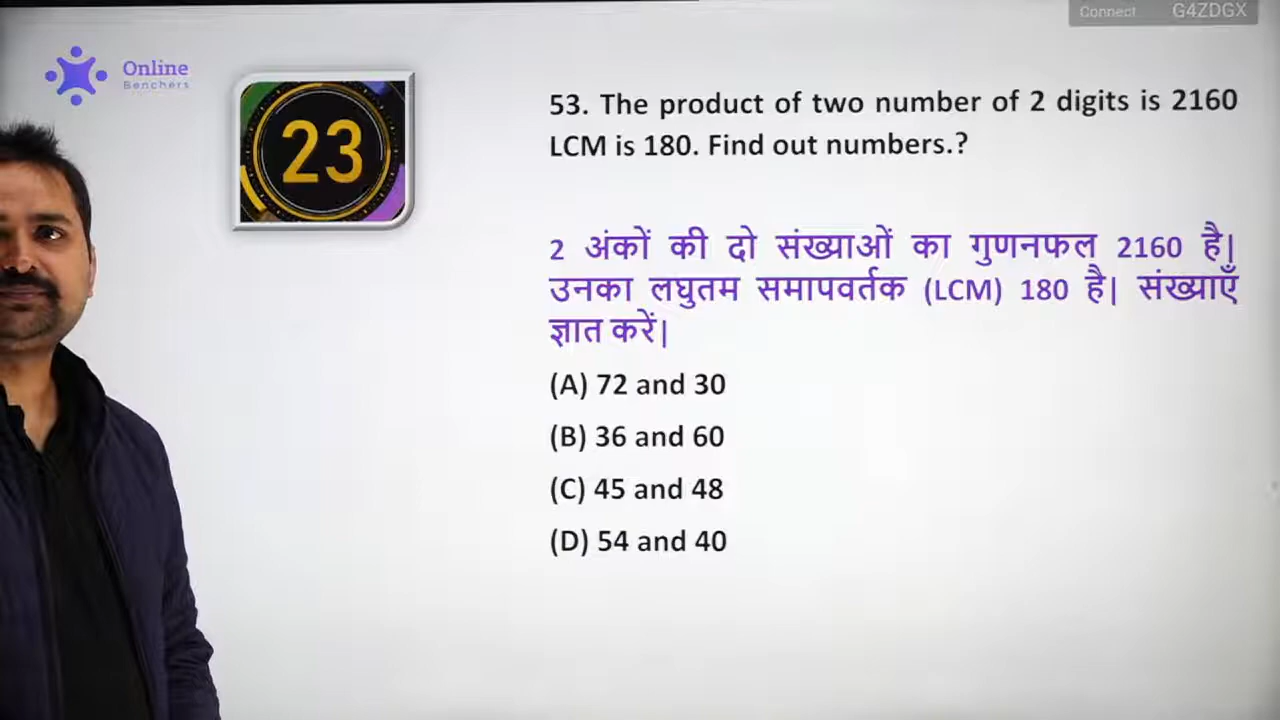 Connect G4ZDGX
Online
Benchers
23
53. The product of two number of 2 digits is 2160
LCM is 180. Find out numbers.?
2 अंकों की दो संख्याओं का गुणनफल 2160 है|
उनका लघुतम समापवर्तक (LCM) 180 है| संख्याएँ
ज्ञात करें|
(A) 72 and 30
(B) 36 and 60
(C) 45 and 48
(D) 54 and 40